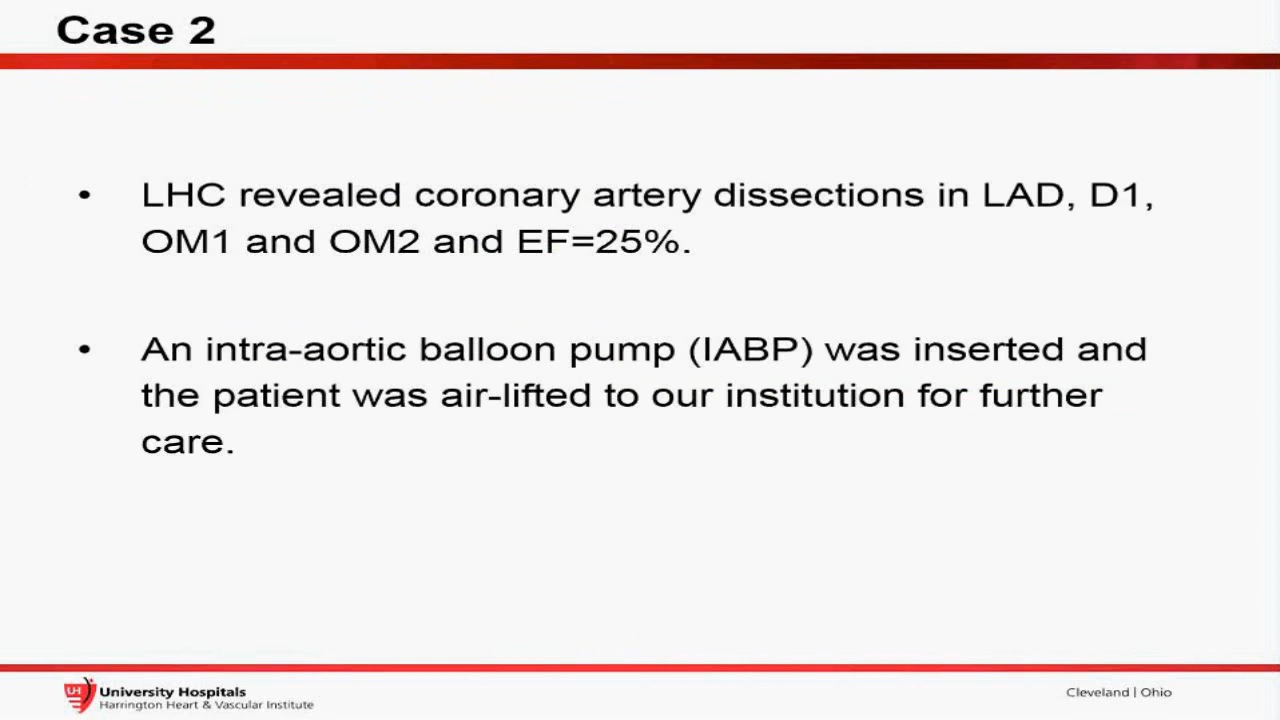 Case 2
• LHC revealed coronary artery dissections in LAD, D1,
OM1 and OM2 and EF=25%.
• An intra-aortic balloon pump (IABP) was inserted and
the patient was air-lifted to our institution for further
care.
UH University Hospitals
Harrington Heart & Vascular Institute
Cleveland | Ohio